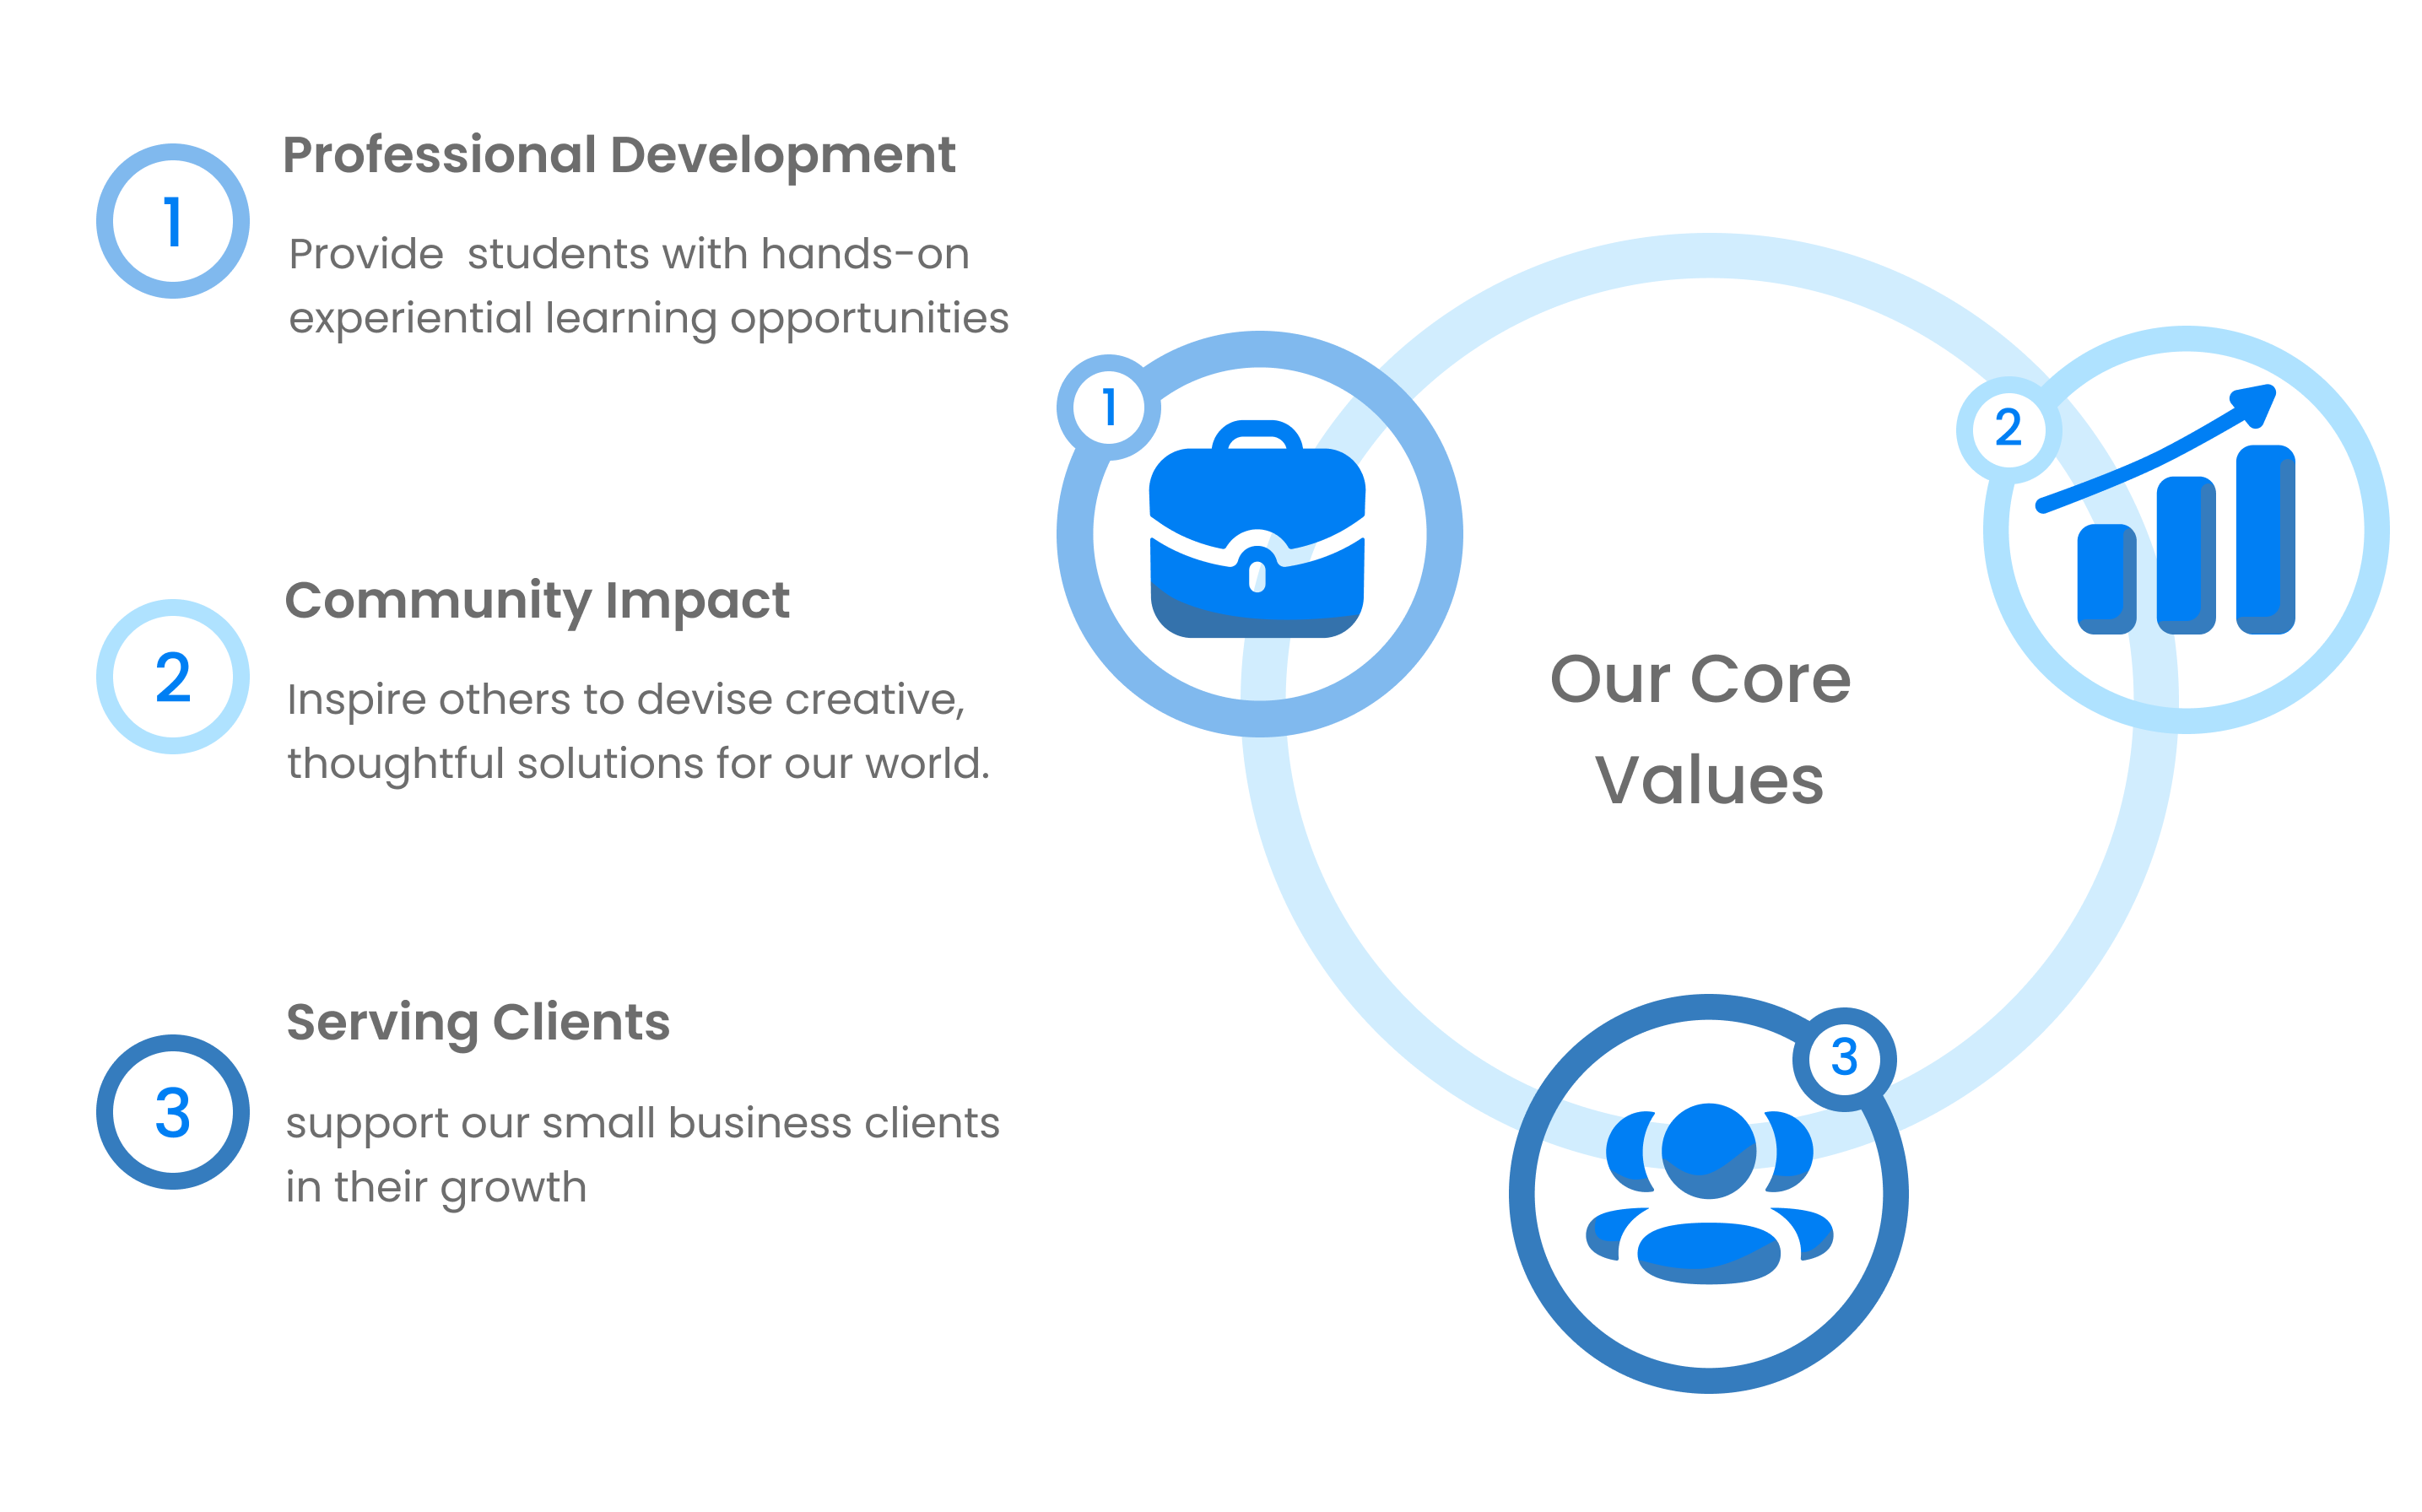 1
Professional Development
Provide students with hands-on
experiential learning opportunities
2
Community Impact
Inspire others to devise creative,
thoughtful solutions for our world.
3
Serving Clients
support our small business clients
in their growth
1
2
Our Core
Values
3